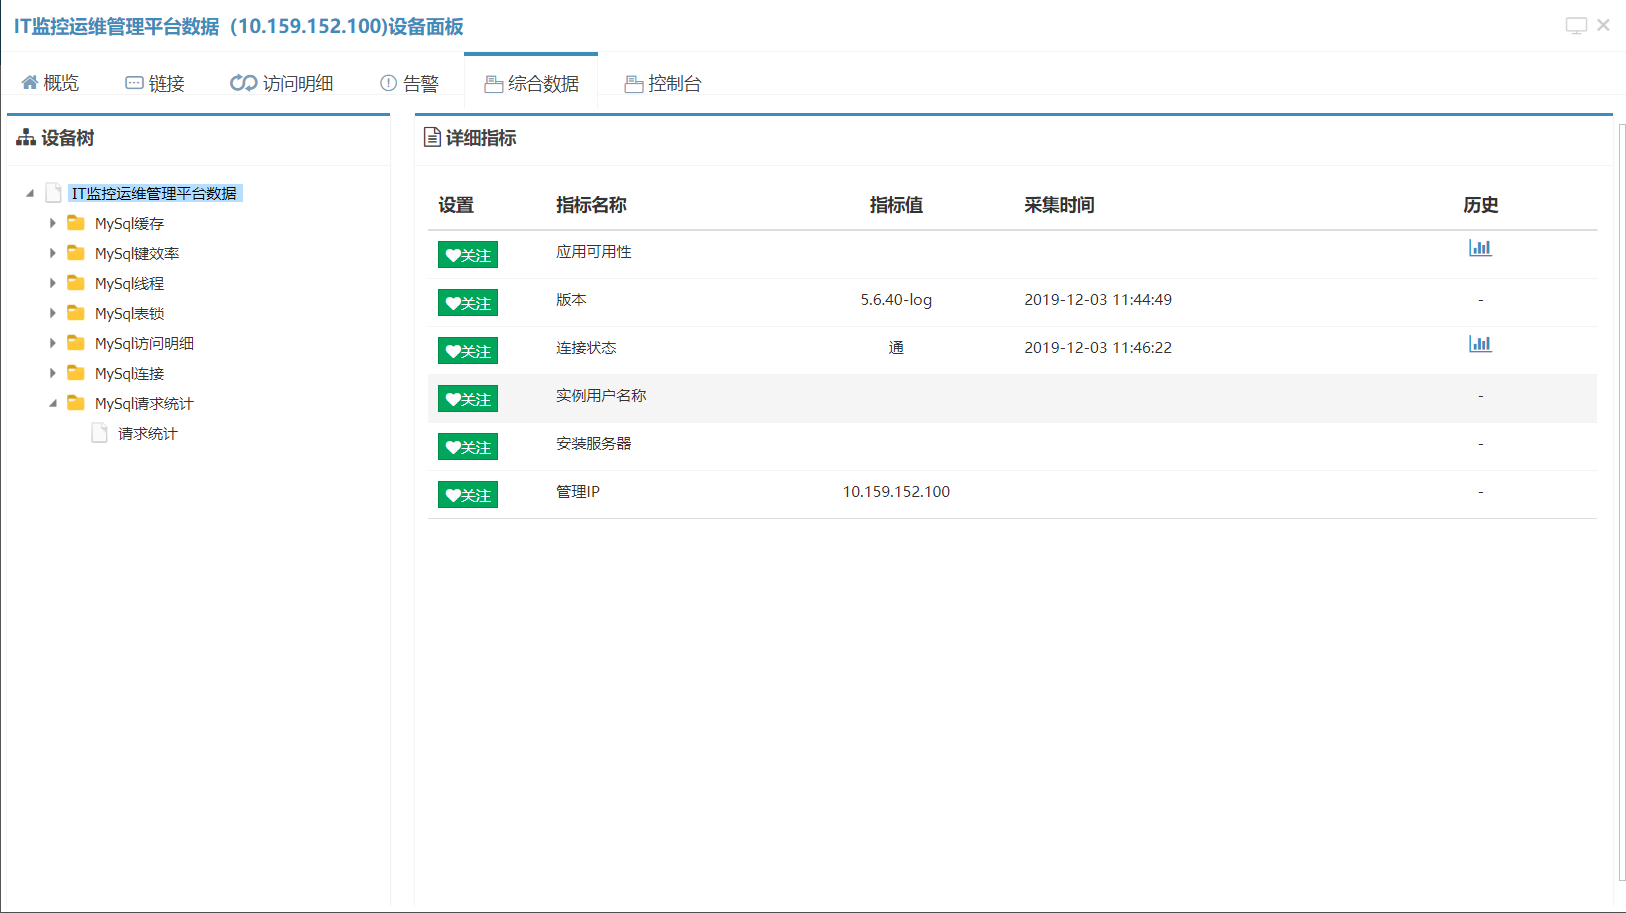 IT监控运维管理平台数据（10.159.152.100)设备面板
概览 链接 访问明细 告警 综合数据 控制台
设备树
IT监控运维管理平台数据
MySql缓存
MySql键效率
MySql线程
MySql表锁
MySql访问明细
MySql连接
MySql请求统计
请求统计
详细指标
设置 指标名称 指标值 采集时间 历史
关注 应用可用性
关注 版本 5.6.40-log 2019-12-03 11:44:49 -
关注 连接状态 通 2019-12-03 11:46:22
关注 实例用户名称 -
关注 安装服务器 -
关注 管理IP 10.159.152.100 -